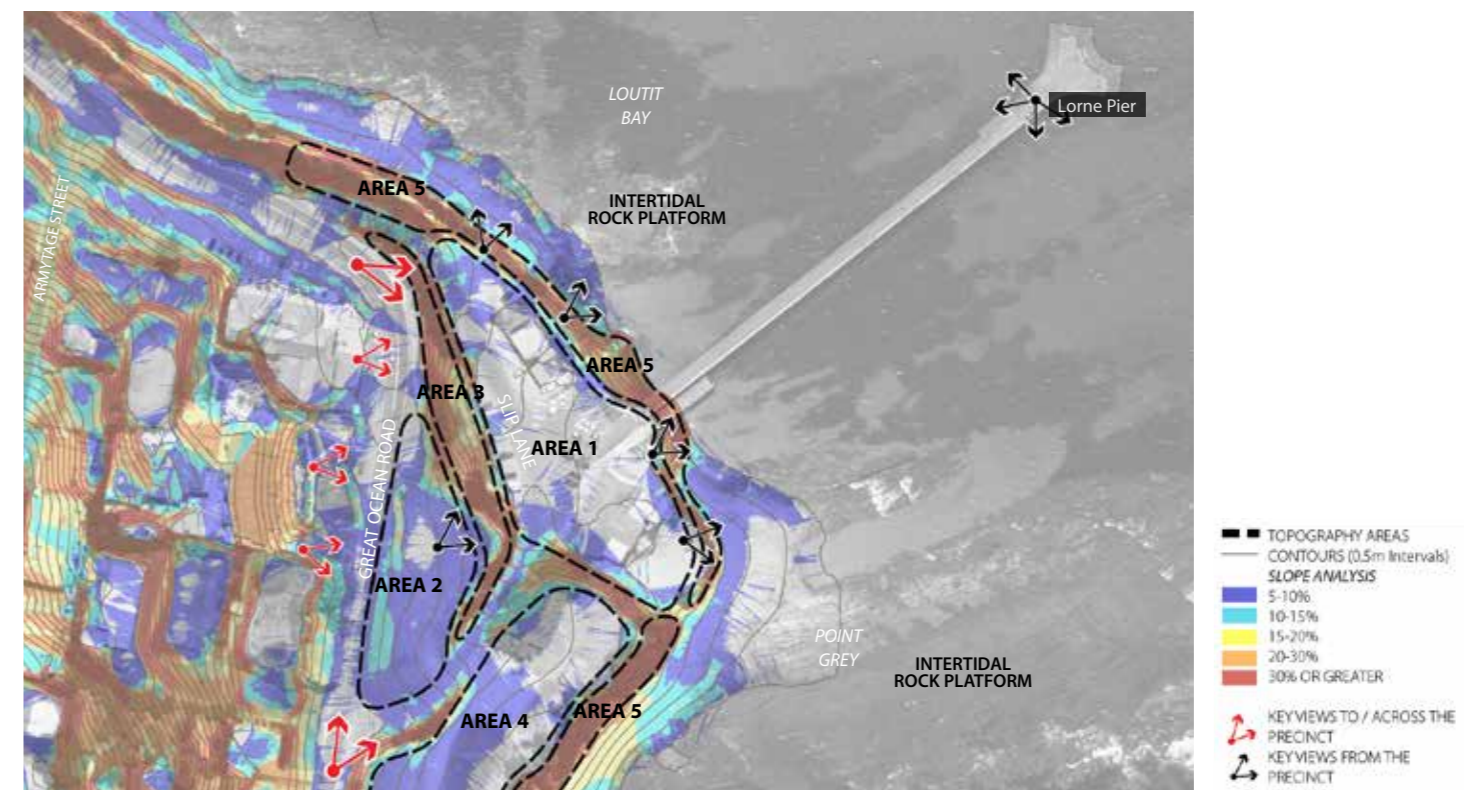 LOUTIT
BAY
Lorne Pier
ARMYTAGE STREET
AREA 5
INTERTIDAL
ROCK PLATFORM
AREA 5
AREA 3
SLIP LANE
AREA 1
GREAT OCEAN ROAD
AREA 2
POINT
GREY
INTERTIDAL
ROCK PLATFORM
AREA 4
AREA 5
TOPOGRAPHY AREAS
CONTOURS (0.5m Intervals)
SLOPE ANALYSIS
5-10%
10-15%
15-20%
20-30%
30% OR GREATER
KEY VIEWS TO / ACROSS THE
PRECINCT
KEY VIEWS FROM THE
PRECINCT